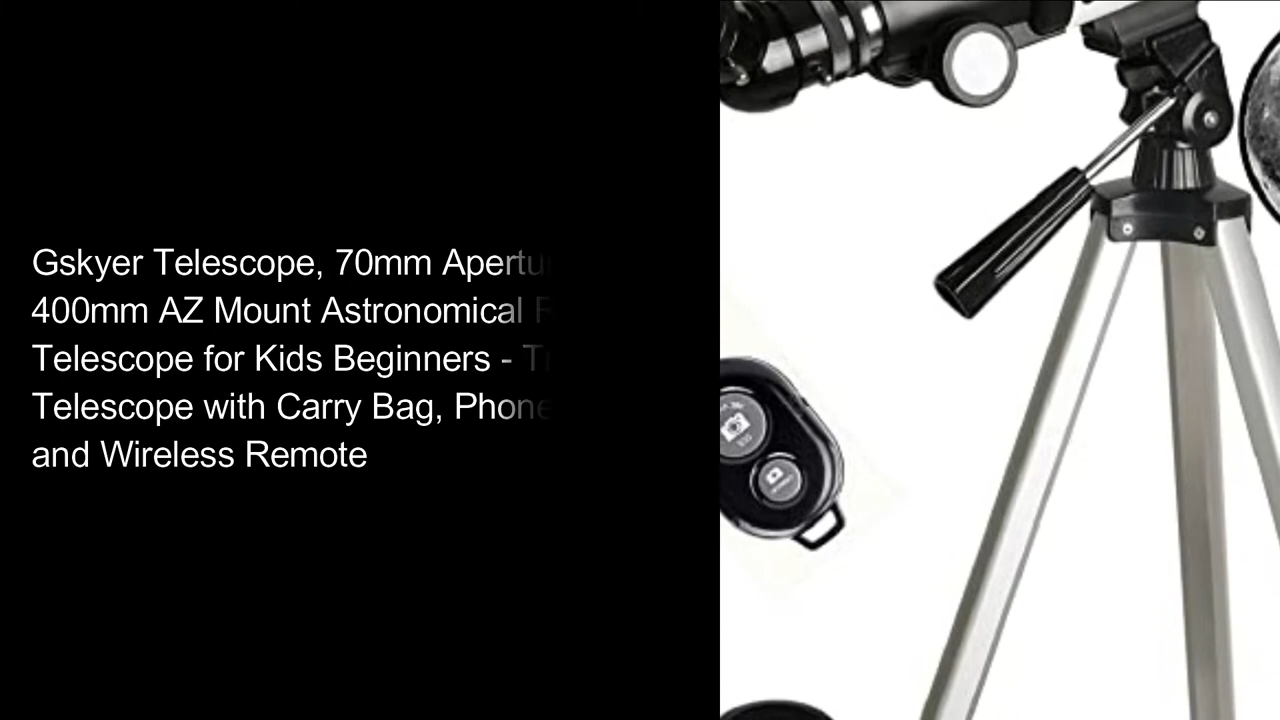 Gskyer Telescope, 70mm Apertu
400mm AZ Mount Astronomical R
Telescope for Kids Beginners - Tr
Telescope with Carry Bag, Phone
and Wireless Remote